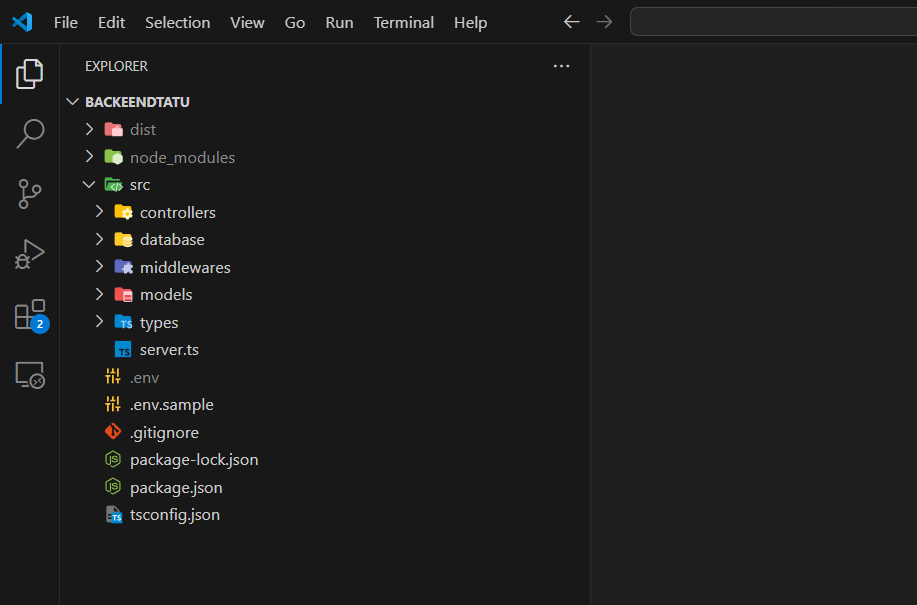 File Edit Selection View Go Run Terminal Help
EXPLORER
BACKEENDTATU
dist
node_modules
src
controllers
database
middlewares
models
TS types
TS server.ts
2
.env
.env.sample
.gitignore
JS package-lock.json
JS package.json
TS tsconfig.json